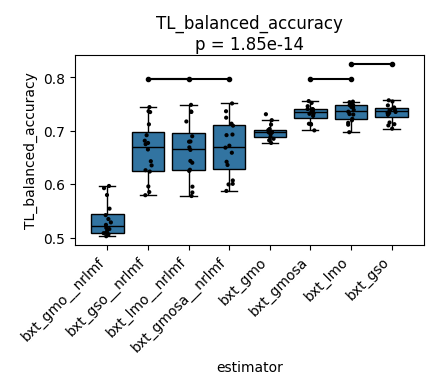 TL_balanced_accuracy
p = 1.85e-14
TL_balanced_accuracy
0.8
0.7
0.6
0.5
bxt_gmo__nrlmf
bxt_gso__nrlmf
bxt_lmo__nrlmf
bxt_gmosa__nrlmf
bxt_gmo
bxt_gmosa
bxt_lmo
bxt_gso
estimator